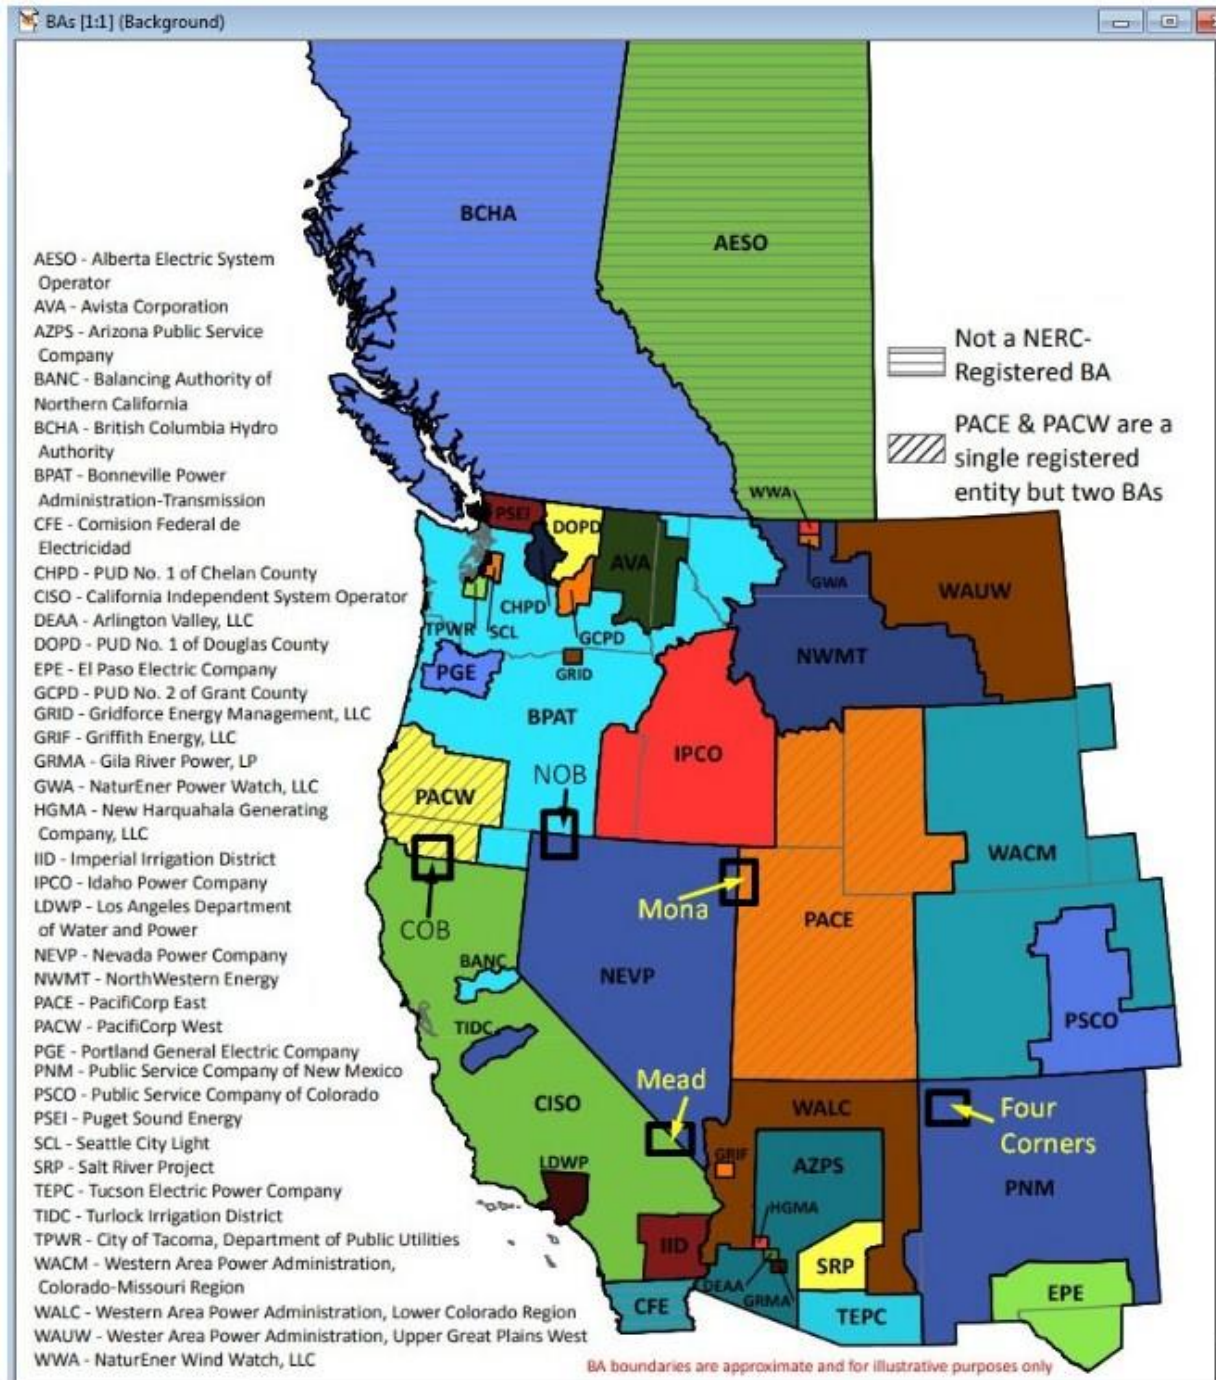 BAs [1:1] (Background)
BCHA
AESO
AESO - Alberta Electric System
Operator
AVA - Avista Corporation
AZPS - Arizona Public Service
Company
BANC - Balancing Authority of
Northern California
BCHA - British Columbia Hydro
Authority
BPAT - Bonneville Power
Administration-Transmission
CFE - Comision Federal de
Electricidad
CHPD - PUD No. 1 of Chelan County
CISO - California Independent System Operator
DEAA - Arlington Valley, LLC
DOPD - PUD No. 1 of Douglas County
EPE - El Paso Electric Company
GCPD - PUD No. 2 of Grant County
GRID - Gridforce Energy Management, LLC
GRIF - Griffith Energy, LLC
GRMA - Gila River Power, LP
GWA - NaturEner Power Watch, LLC
HGMA - New Harquahala Generating
Company, LLC
IID - Imperial Irrigation District
IPCO - Idaho Power Company
LDWP - Los Angeles Department
of Water and Power
NEVP - Nevada Power Company
NWMT - NorthWestern Energy
PACE - PacifiCorp East
PACW - PacifiCorp West
PGE - Portland General Electric Company
PNM - Public Service Company of New Mexico
PSCO - Public Service Company of Colorado
PSEI - Puget Sound Energy
SCL - Seattle City Light
SRP - Salt River Project
TEPC - Tucson Electric Power Company
TIDC - Turlock Irrigation District
TPWR - City of Tacoma, Department of Public Utilities
WACM - Western Area Power Administration,
Colorado-Missouri Region
WALC - Western Area Power Administration, Lower Colorado Region
WAUW - Wester Area Power Administration, Upper Great Plains West
WWA - NaturEner Wind Watch, LLC
Not a NERC-
Registered BA
PACE & PACW are a
single registered
entity but two BAs
WWA
PSEI
DOPD
AVA
GWA
WAUW
CHPD
TPWR
SCL
GCPD
NWMT
PGE
GRID
BPAT
IPCO
NOB
PACW
WACM
Mona
PACE
COB
BANC
NEVP
TIDC
PSCO
Mead
CISO
WALC
Four
Corners
LDWP
GRIF
AZPS
PNM
HGMA
IID
SRP
DEAA
GRMA
CFE
TEPC
EPE
BA boundaries are approximate and for illustrative purposes only